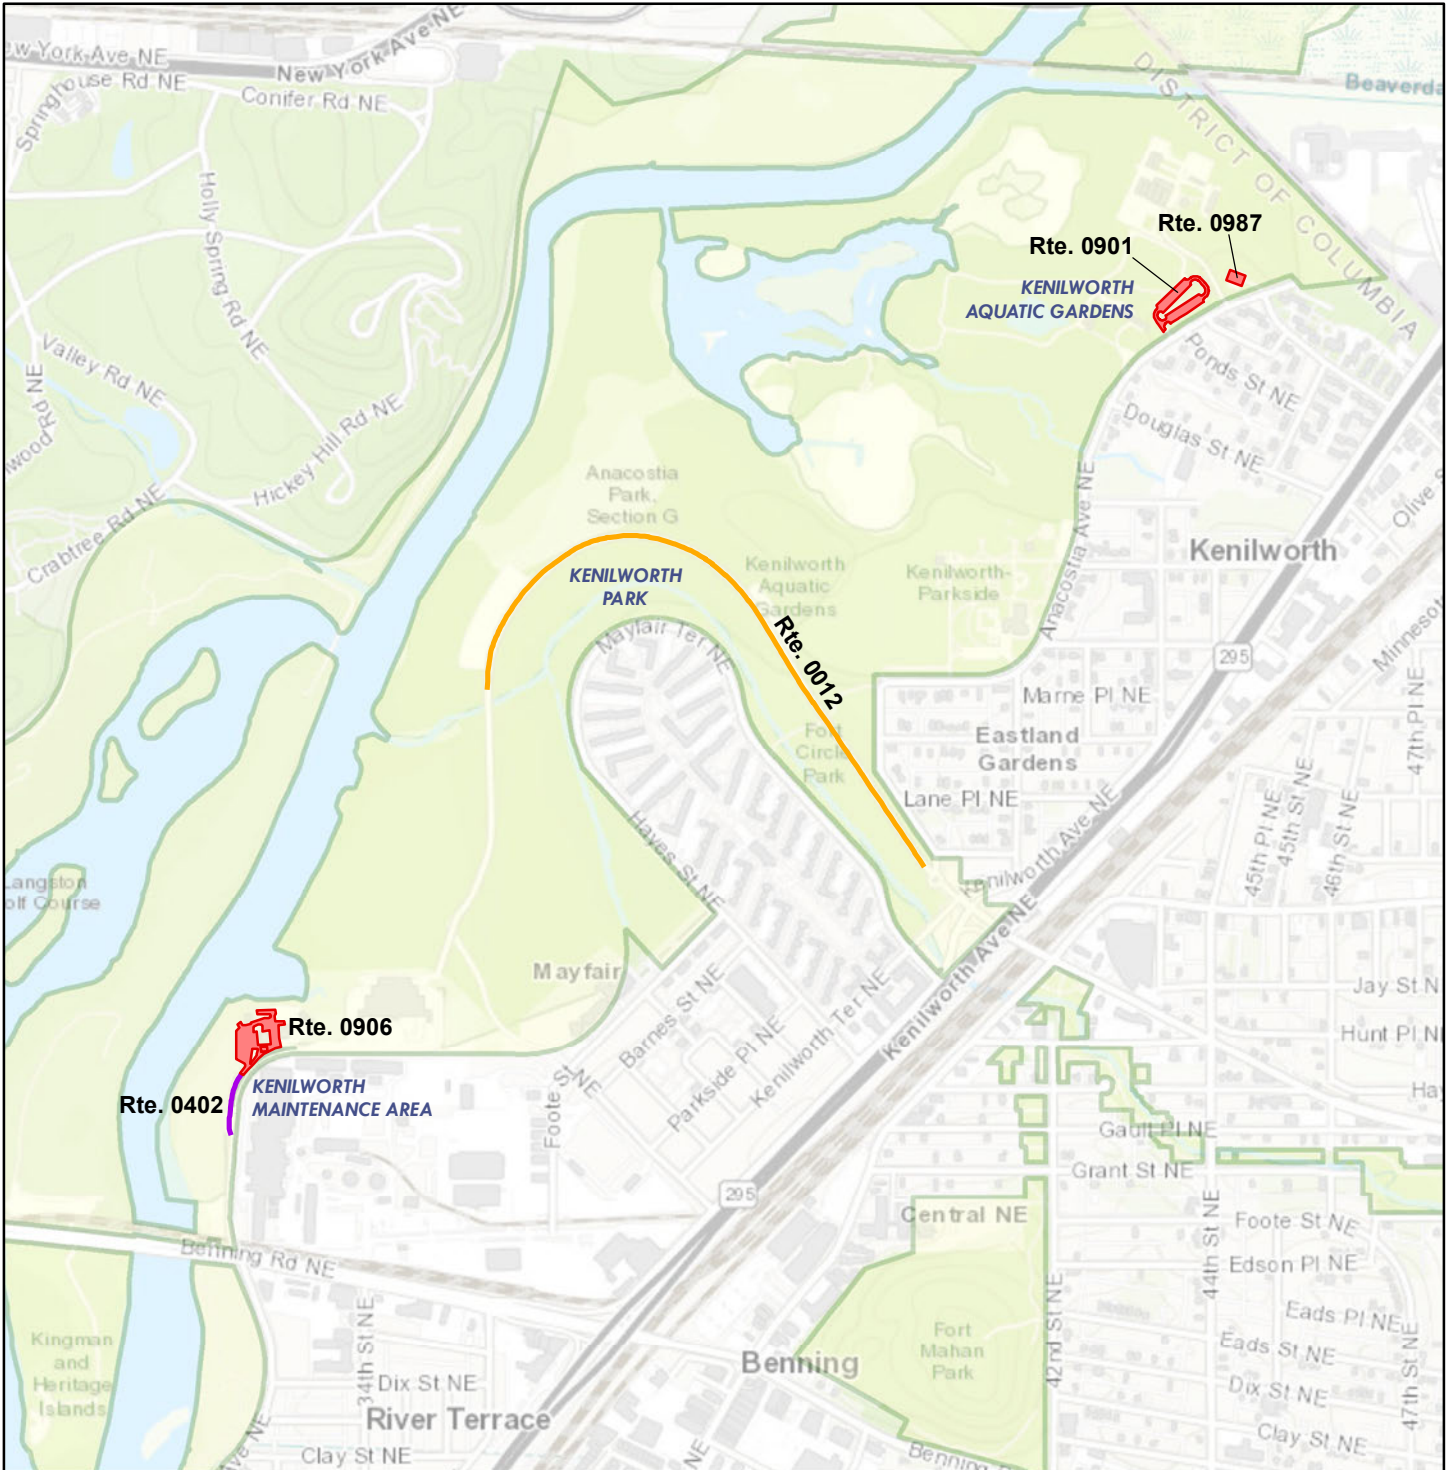 ew York Ave NE
New York Ave NE
Springhouse Rd NE
Conifer Rd NE
Beaverda
DISTRICT OF COLUMBIA
Holly Spring Rd NE
Rte. 0987
Rte. 0901
KENILWORTH
AQUATIC GARDENS
Valley Rd NE
Ponds St NE
Douglas St NE
Hickey Hill Rd NE
Crabtree Rd NE
Anacostia
Park,
Section G
Anacostia Ave NE
Kenilworth
KENILWORTH
PARK
Kenilworth
Aquatic
Gardens
Kenilworth-
Parkside
Mayfair Ter NE
Rte. 0012
295
Marne Pl NE
Eastland
Gardens
Fort
Circle
Park
Lane Pl NE
47th Pl NE
45th Pl NE
45th St NE
46th St NE
Hayes St NE
Kenilworth Ave NE
Kenilworth Ave NE
Langston
olf Course
Mayfair
Barnes St NE
Parkside Pl NE
Kenilworth Ter NE
Jay St N
Hunt Pl NE
Rte. 0906
KENILWORTH
MAINTENANCE AREA
Rte. 0402
Foote St NE
Gault Pl NE
Grant St NE
295
Central NE
44th St NE
Foote St NE
Edson Pl NE
Benning Rd NE
Kingman
and
Heritage
Islands
34th St NE
Dix St NE
River Terrace
Clay St NE
Benning
Fort
Mahan
Park
42nd St NE
Eads Pl NE
Eads St NE
Dix St NE
Clay St NE
47th St NE
Ave NE
NE